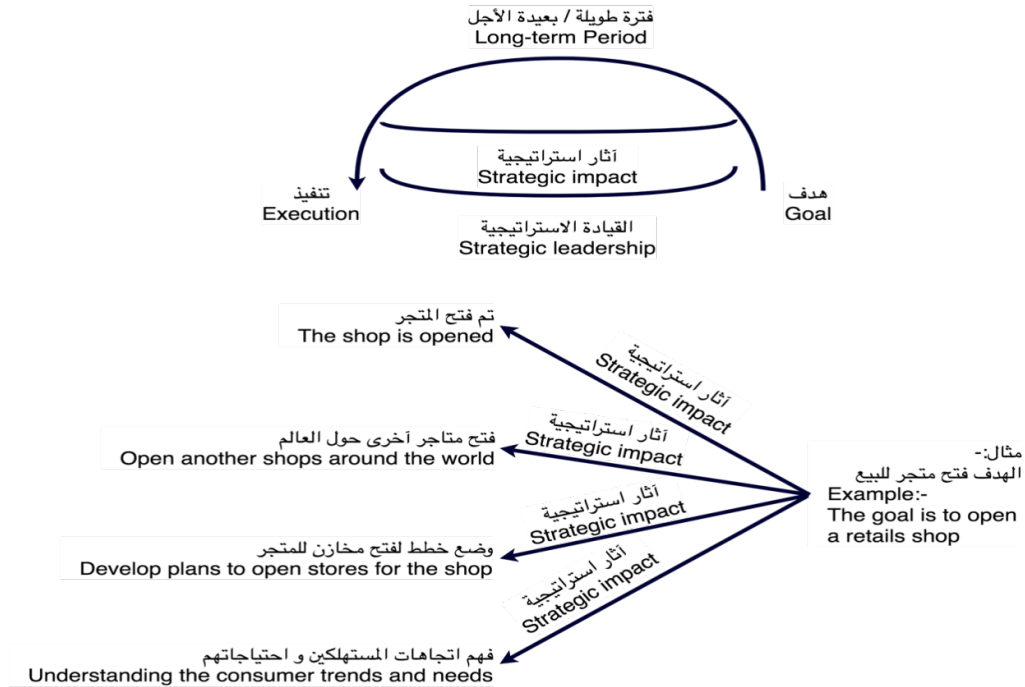 فترة طويلة / بعيدة الأجل
Long-term Period
آثار استراتيجية
Strategic impact
تنفيذ
Execution
هدف
Goal
القيادة الاستراتيجية
Strategic leadership
تم فتح المتجر
The shop is opened
آثار استراتيجية
Strategic impact
فتح متاجر آخرى حول العالم
Open another shops around the world
آثار استراتيجية
Strategic impact
مثال:-
الهدف فتح متجر للبيع
Example:-
The goal is to open
a retails shop
آثار استراتيجية
Strategic impact
وضع خطط لفتح مخازن للمتجر
Develop plans to open stores for the shop
آثار استراتيجية
Strategic impact
فهم اتجاهات المستهلكين و احتياجاتهم
Understanding the consumer trends and needs